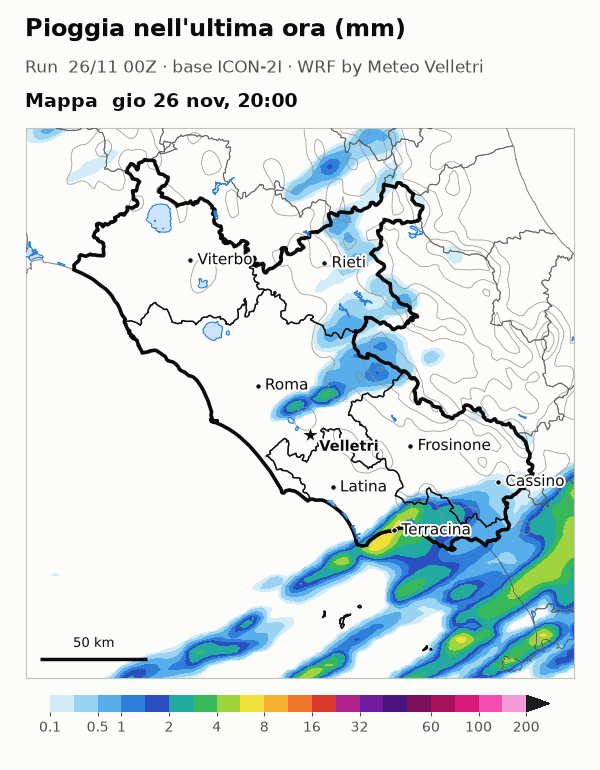 Pioggia nell'ultima ora (mm)
Run  26/11 00Z · base ICON-2I · WRF by Meteo Velletri
Mappa  gio 26 nov, 20:00
Viterbo
Rieti
Roma
Velletri
Frosinone
Cassino
Latina
Terracina
50 km
0.1 0.5 1 2 4 8 16 32 60 100 200